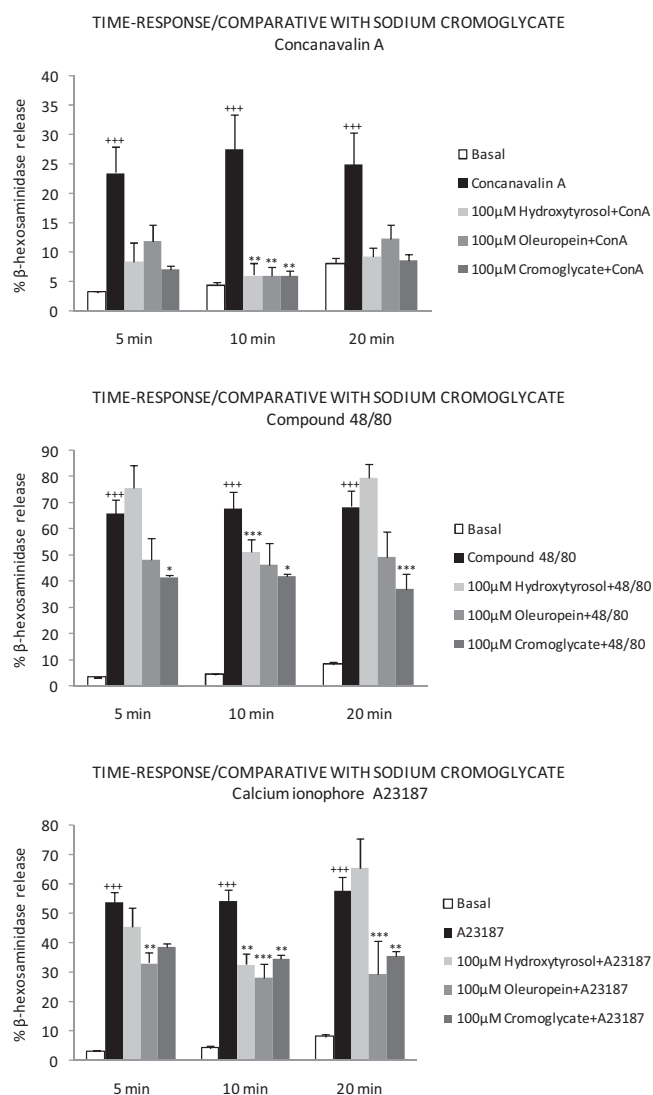 TIME-RESPONSE/COMPARATIVE WITH SODIUM CROMOGLYCATE
Concanavalin A
% β-hexosaminidase release
40
35
30
25
20
15
10
5
0
+++
+++
** ** **
+++
5 min 10 min 20 min
Basal
Concanavalin A
100µM Hydroxytyrosol+ConA
100µM Oleuropein+ConA
100µM Cromoglycate+ConA
TIME-RESPONSE/COMPARATIVE WITH SODIUM CROMOGLYCATE
Compound 48/80
% β-hexosaminidase release
90
80
70
60
50
40
30
20
10
0
+++
*
+++
***
*
+++
***
5 min 10 min 20 min
Basal
Compound 48/80
100µM Hydroxytyrosol+48/80
100µM Oleuropein+48/80
100µM Cromoglycate+48/80
TIME-RESPONSE/COMPARATIVE WITH SODIUM CROMOGLYCATE
Calcium ionophore A23187
% β-hexosaminidase release
80
70
60
50
40
30
20
10
0
+++
**
+++
** *** **
+++
***
**
5 min 10 min 20 min
Basal
A23187
100µM Hydroxytyrosol+A23187
100µM Oleuropein+A23187
100µM Cromoglycate+A23187